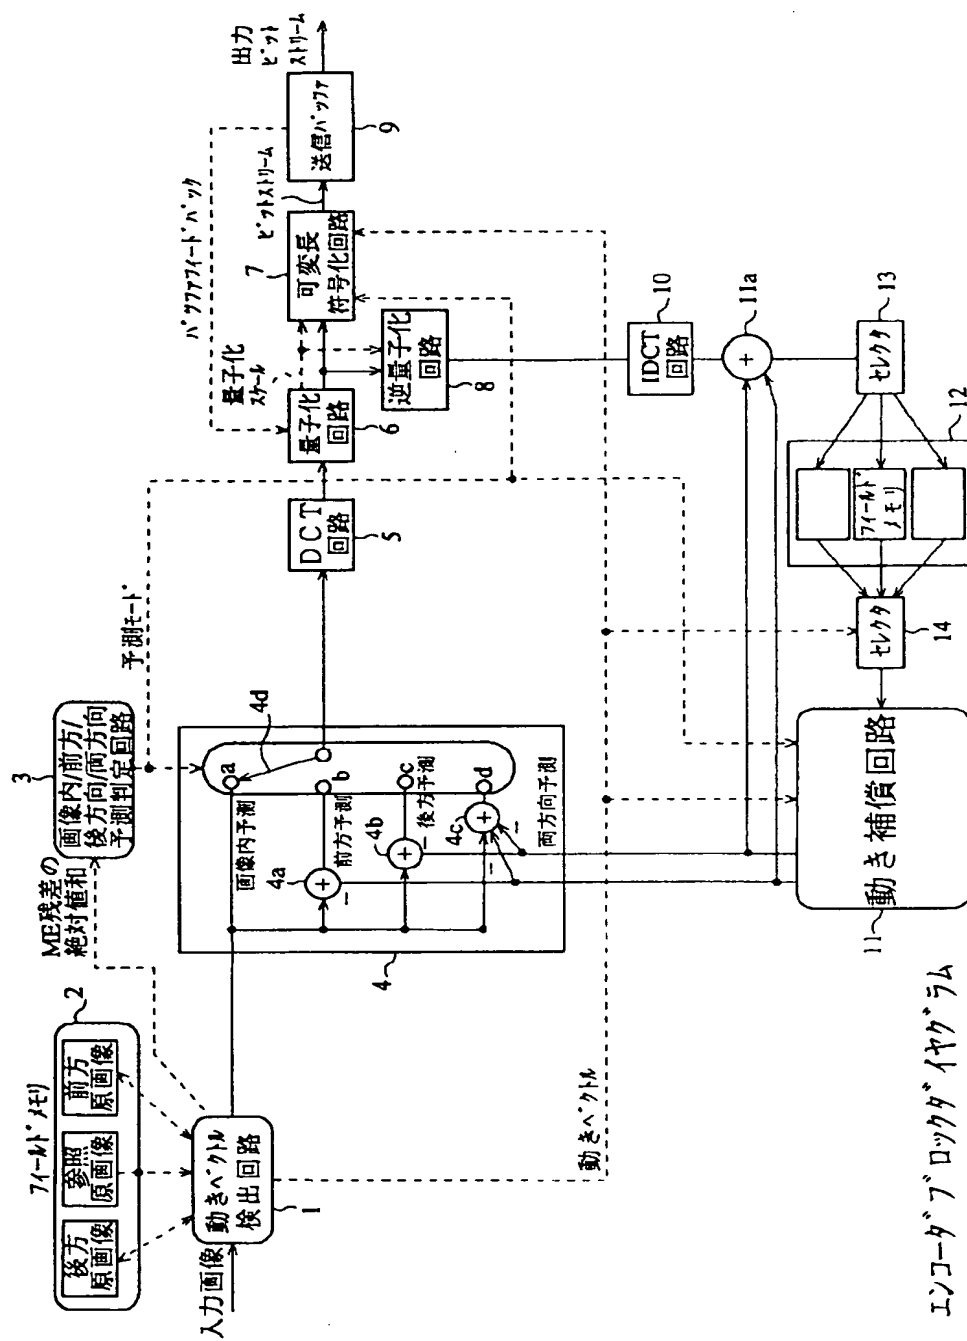 フィールドメモリ
2
後方
原画像
参照
原画像
前方
原画像
ME残差の
絶対値和
3
画像内/前方/
後方向/両方向
予測判定回路
予測モード
入力画像
動きベクトル
検出回路
1
4
画像内予測
前方予測
後方予測
両方向予測
4a
4b
4c
4d
a
b
c
d
+
+
+
−
−
−
−
DCT
回路
5
量子化
スケール
量子化
回路
6
バッファフィードバック
7
可変長
符号化回路
ビットストリーム
送信バッファ
9
出力
ビット
ストリーム
逆量子化
回路
8
IDCT
回路
10
+
11a
セレクタ
13
12
フィールド
メモリ
セレクタ
14
動き補償回路
11
動きベクトル
エンコーダブロックダイヤグラム